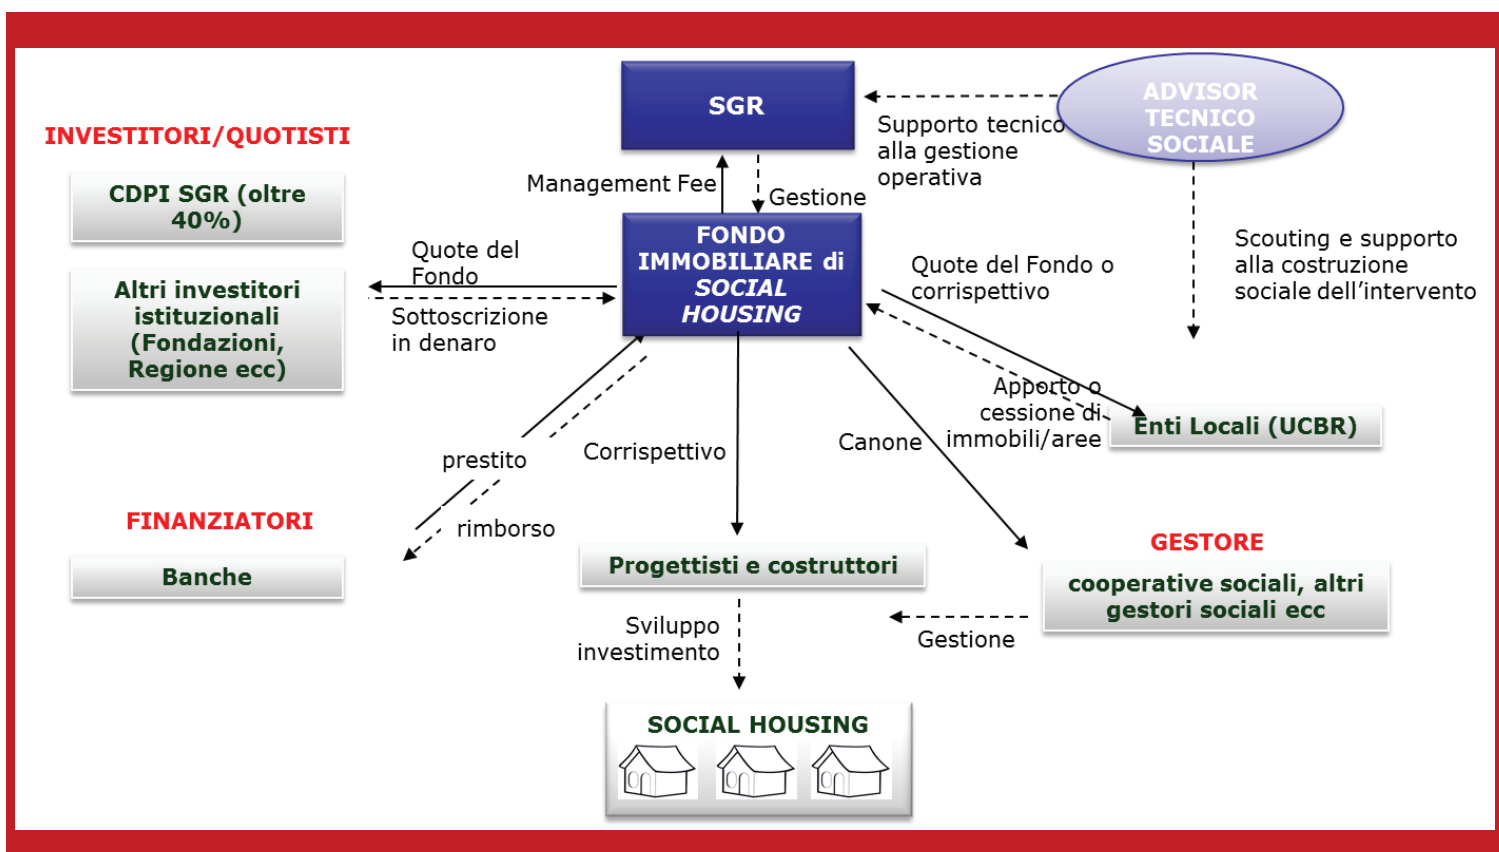 SGR
ADVISOR
TECNICO
SOCIALE
Supporto tecnico
alla gestione
operativa
INVESTITORI/QUOTISTI
CDPI SGR (oltre
40%)
Management Fee
Gestione
FONDO
IMMOBILIARE di
SOCIAL
HOUSING
Quote del
Fondo
Quote del Fondo o
corrispettivo
Scouting e supporto
alla costruzione
sociale dell'intervento
Altri investitori
istituzionali
(Fondazioni,
Regione ecc)
Sottoscrizione
in denaro
Apporto o
cessione di
immobili/aree
Enti Locali (UCBR)
prestito
Corrispettivo
Canone
FINANZIATORI
rimborso
Banche
Progettisti e costruttori
GESTORE
cooperative sociali, altri
gestori sociali ecc
Sviluppo
investimento
Gestione
SOCIAL HOUSING